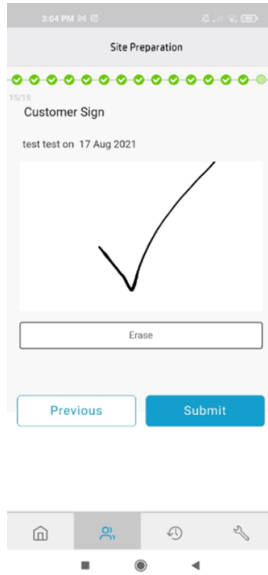 3:04 PM
Site Preparation
15/15
Customer Sign
test test on 17 Aug 2021
Erase
Previous
Submit